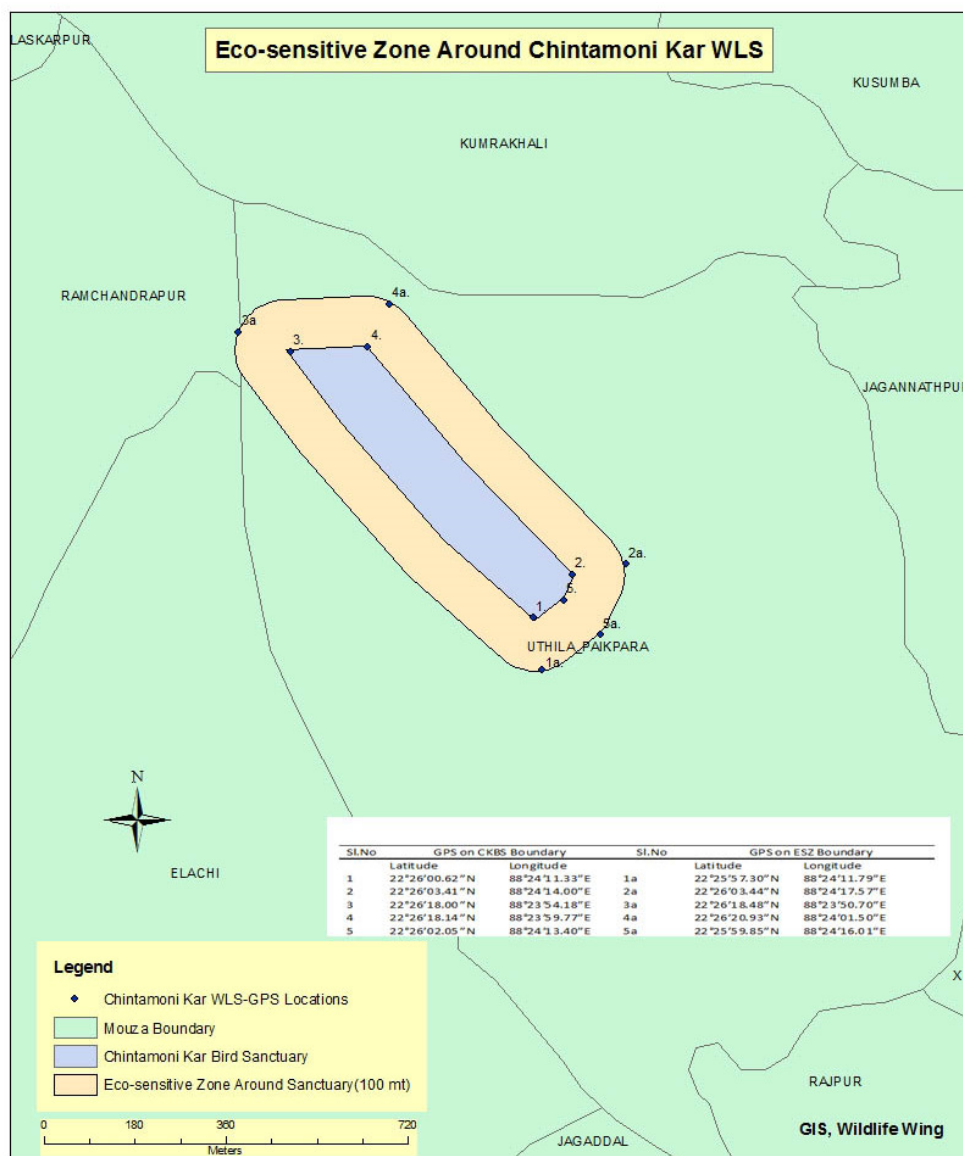 Eco-sensitive Zone Around Chintamoni Kar WLS
LASKARPUR
KUSUMBA
KUMRAKHALI
RAMCHANDRAPUR
4a.
3a
3.
4.
JAGANNATHPU
2a.
2.
5.
1.
5a.
UTHILA_PAIKPARA
1a.
N
ELACHI
Sl.No GPS on CKBS Boundary Sl.No GPS on ESZ Boundary
Latitude Longitude Latitude Longitude
1 22°26'00.62"N 88°24'11.33"E 1a 22°25'57.30"N 88°24'11.79"E
2 22°26'03.41"N 88°24'14.00"E 2a 22°26'03.44"N 88°24'17.57"E
3 22°26'18.00"N 88°23'54.18"E 3a 22°26'18.48"N 88°23'50.70"E
4 22°26'18.14"N 88°23'59.77"E 4a 22°26'20.93"N 88°24'01.50"E
5 22°26'02.05"N 88°24'13.40"E 5a 22°25'59.85"N 88°24'16.01"E
Legend
Chintamoni Kar WLS-GPS Locations
Mouza Boundary
Chintamoni Kar Bird Sanctuary
Eco-sensitive Zone Around Sanctuary(100 mt)
X
RAJPUR
0 180 360 720
Meters
JAGADDAL
GIS, Wildlife Wing